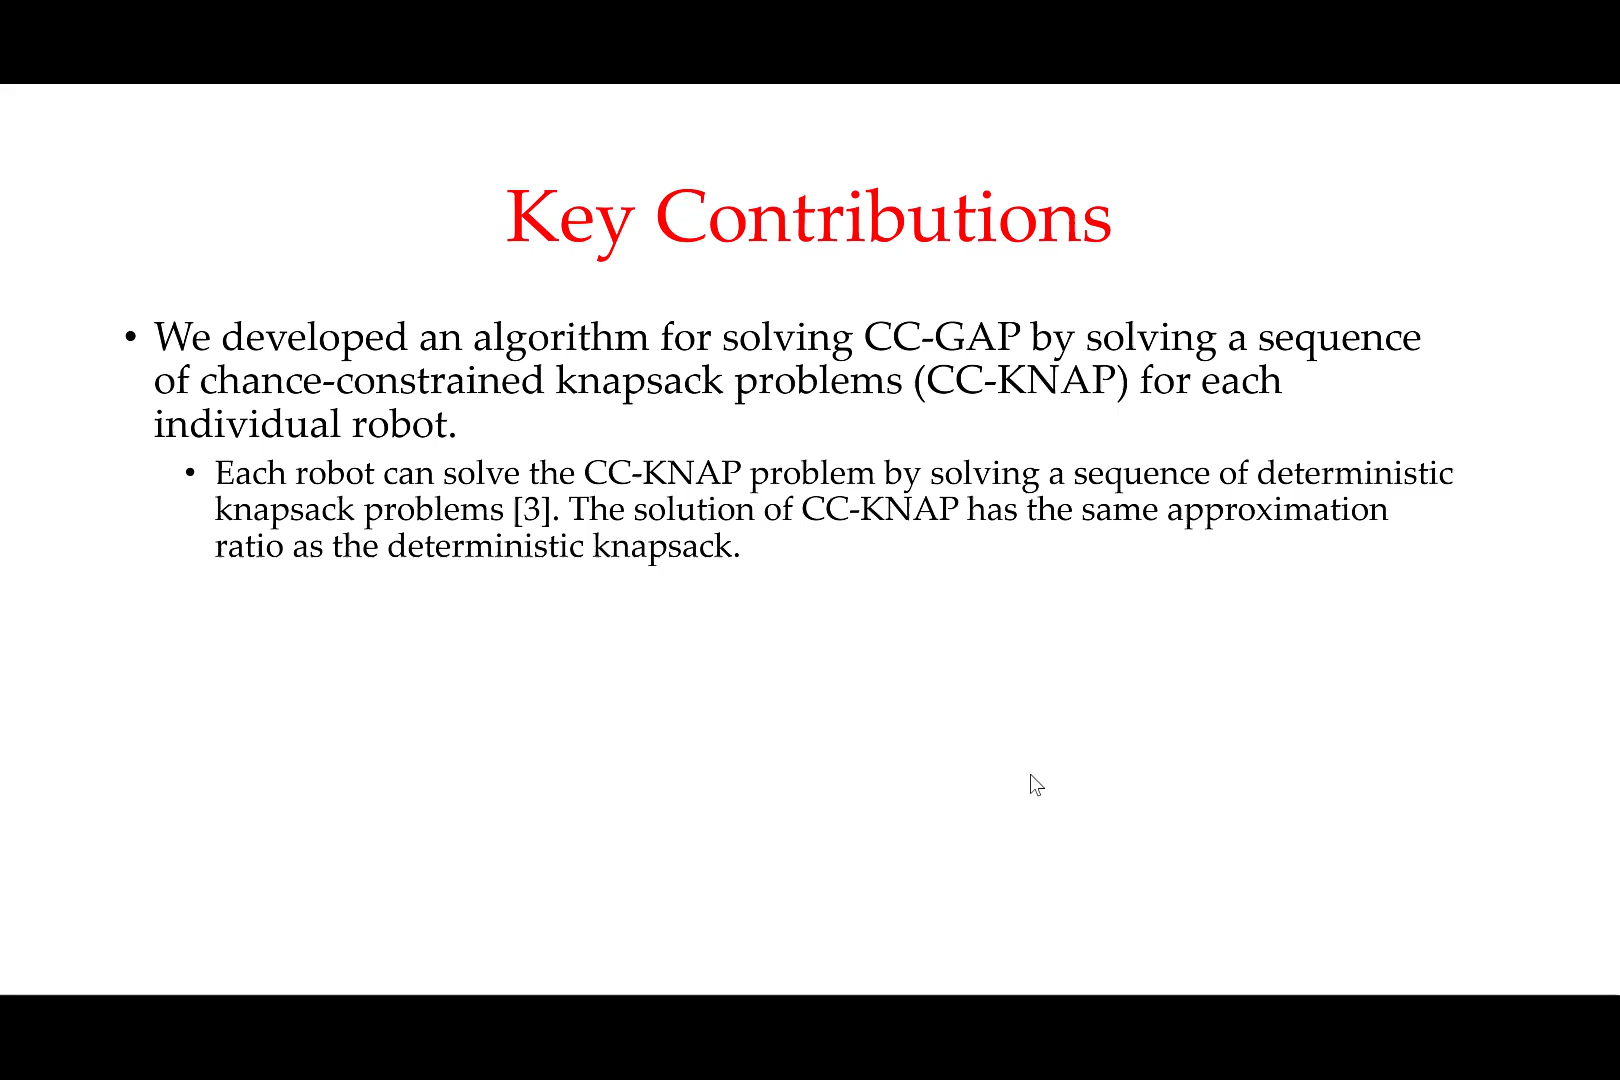 Key Contributions
• We developed an algorithm for solving CC-GAP by solving a sequence
of chance-constrained knapsack problems (CC-KNAP) for each
individual robot.
• Each robot can solve the CC-KNAP problem by solving a sequence of deterministic
knapsack problems [3]. The solution of CC-KNAP has the same approximation
ratio as the deterministic knapsack.